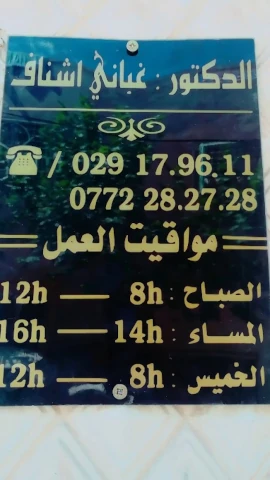 الدكتور : غباني اشناف
029 17.96.11 /
0772 28.27.28
مواقيت العمل
الصباح : 8h — 12h
المساء : 14h — 16h
الخميس : 8h — 12h